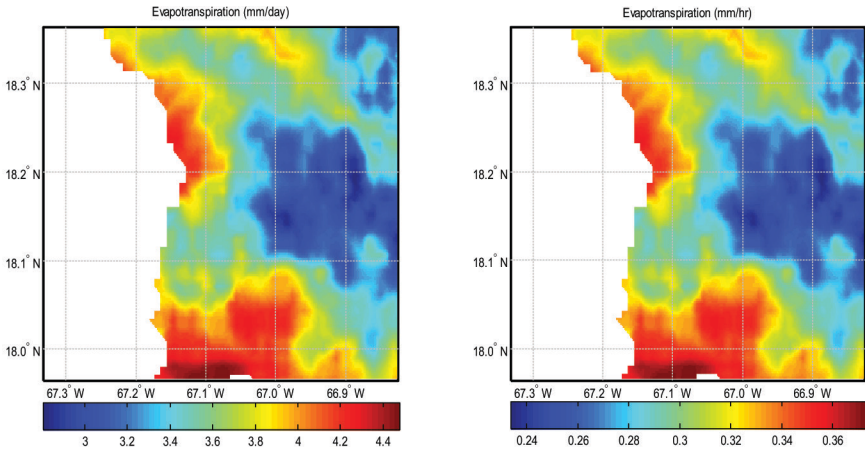 Evapotranspiration (mm/day)
18.3° N
18.2° N
18.1° N
18.0° N
67.3° W 67.2° W 67.1° W 67.0° W 66.9° W
3 3.2 3.4 3.6 3.8 4 4.2 4.4
Evapotranspiration (mm/hr)
18.3° N
18.2° N
18.1° N
18.0° N
67.3° W 67.2° W 67.1° W 67.0° W 66.9° W
0.24 0.26 0.28 0.3 0.32 0.34 0.36